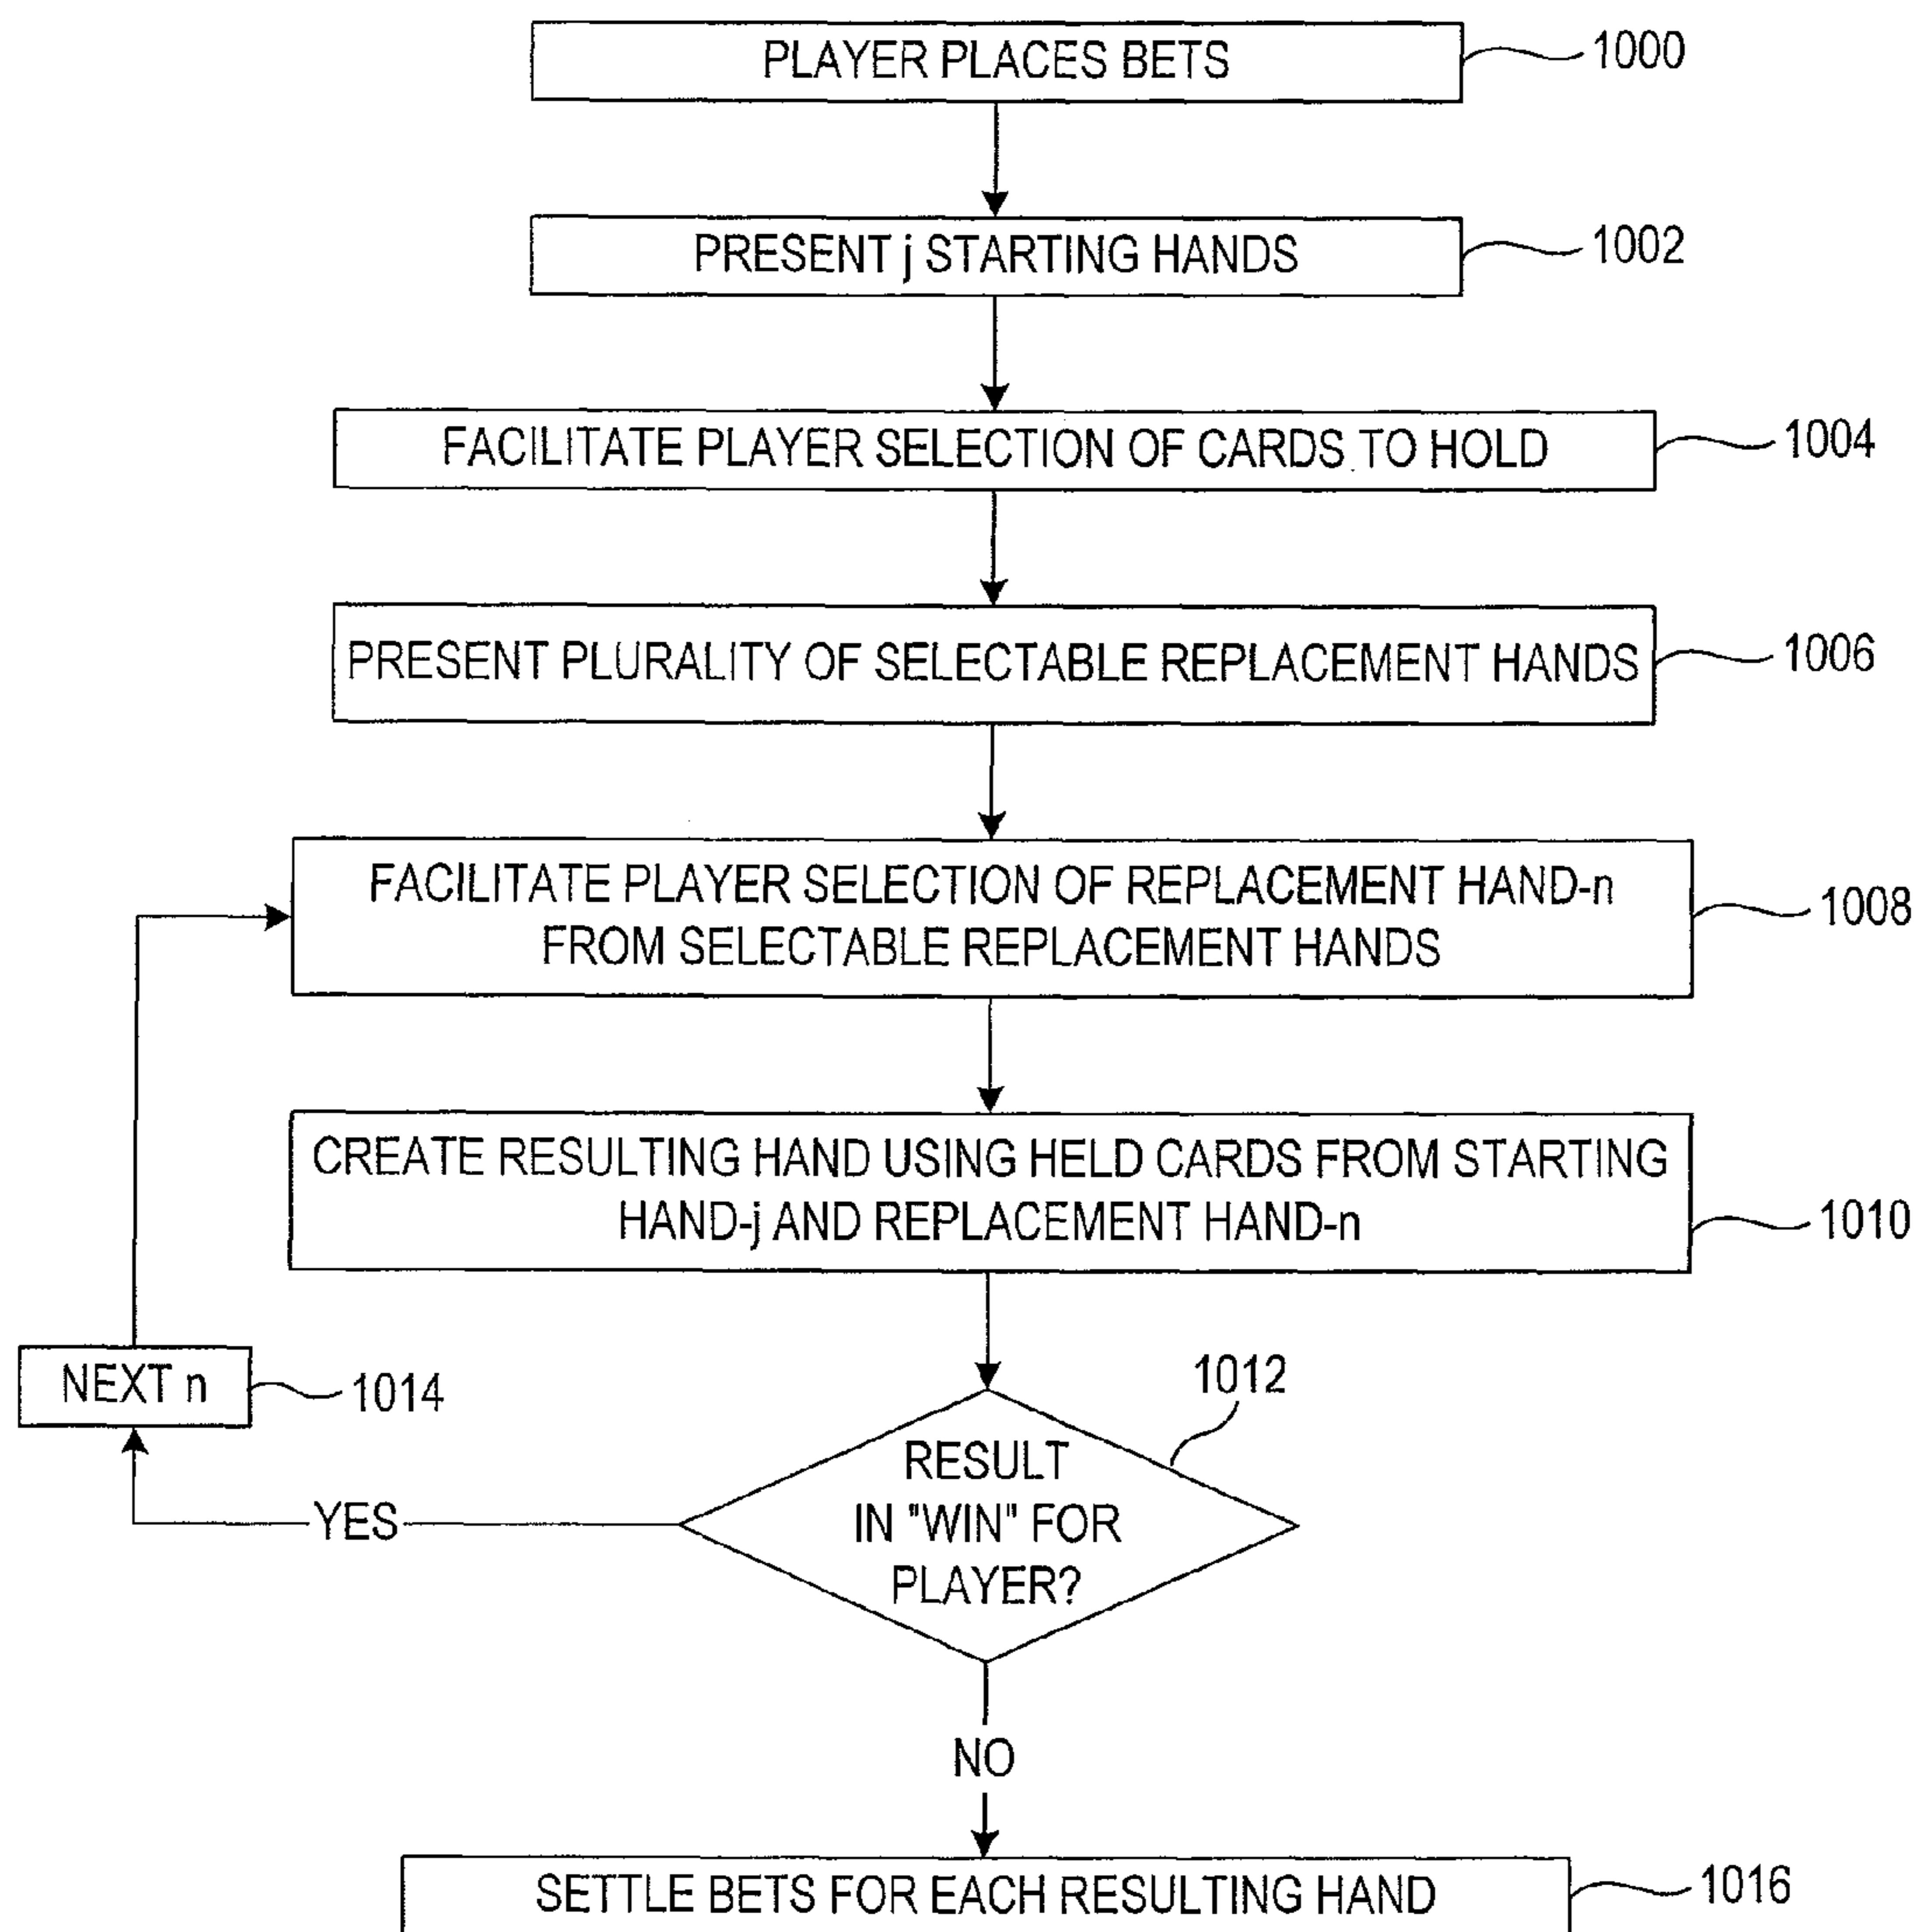 PLAYER PLACES BETS
1000
PRESENT j STARTING HANDS
1002
FACILITATE PLAYER SELECTION OF CARDS TO HOLD
1004
PRESENT PLURALITY OF SELECTABLE REPLACEMENT HANDS
1006
FACILITATE PLAYER SELECTION OF REPLACEMENT HAND-n
FROM SELECTABLE REPLACEMENT HANDS
1008
CREATE RESULTING HAND USING HELD CARDS FROM STARTING
HAND-j AND REPLACEMENT HAND-n
1010
NEXT n
1014
1012
RESULT
IN "WIN" FOR
PLAYER?
YES
NO
SETTLE BETS FOR EACH RESULTING HAND
1016